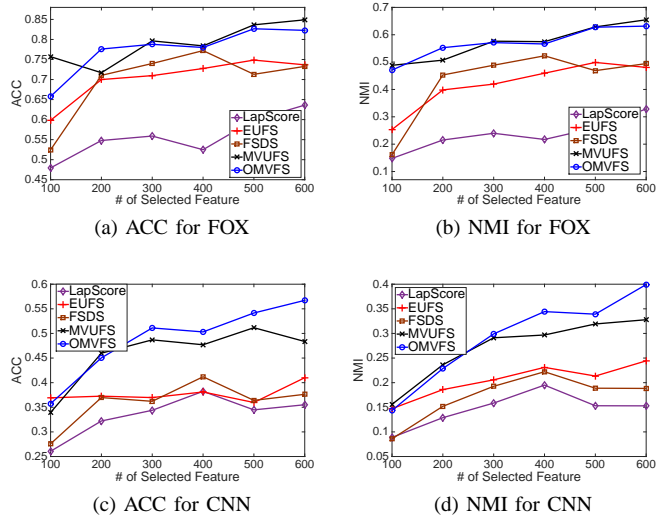 0.85
0.8
0.75
0.7
0.65
0.6
0.55
0.5
0.45
ACC
100 200 300 400 500 600
# of Selected Feature
LapScore
EUFS
FSDS
MVUFS
OMVFS
(a) ACC for FOX
0.7
0.6
0.5
0.4
0.3
0.2
0.1
NMI
100 200 300 400 500 600
# of Selected Feature
LapScore
EUFS
FSDS
MVUFS
OMVFS
(b) NMI for FOX
0.6
0.55
0.5
0.45
0.4
0.35
0.3
0.25
ACC
100 200 300 400 500 600
# of Selected Feature
LapScore
EUFS
FSDS
MVUFS
OMVFS
(c) ACC for CNN
0.4
0.35
0.3
0.25
0.2
0.15
0.1
0.05
NMI
100 200 300 400 500 600
# of Selected Feature
LapScore
EUFS
FSDS
MVUFS
OMVFS
(d) NMI for CNN